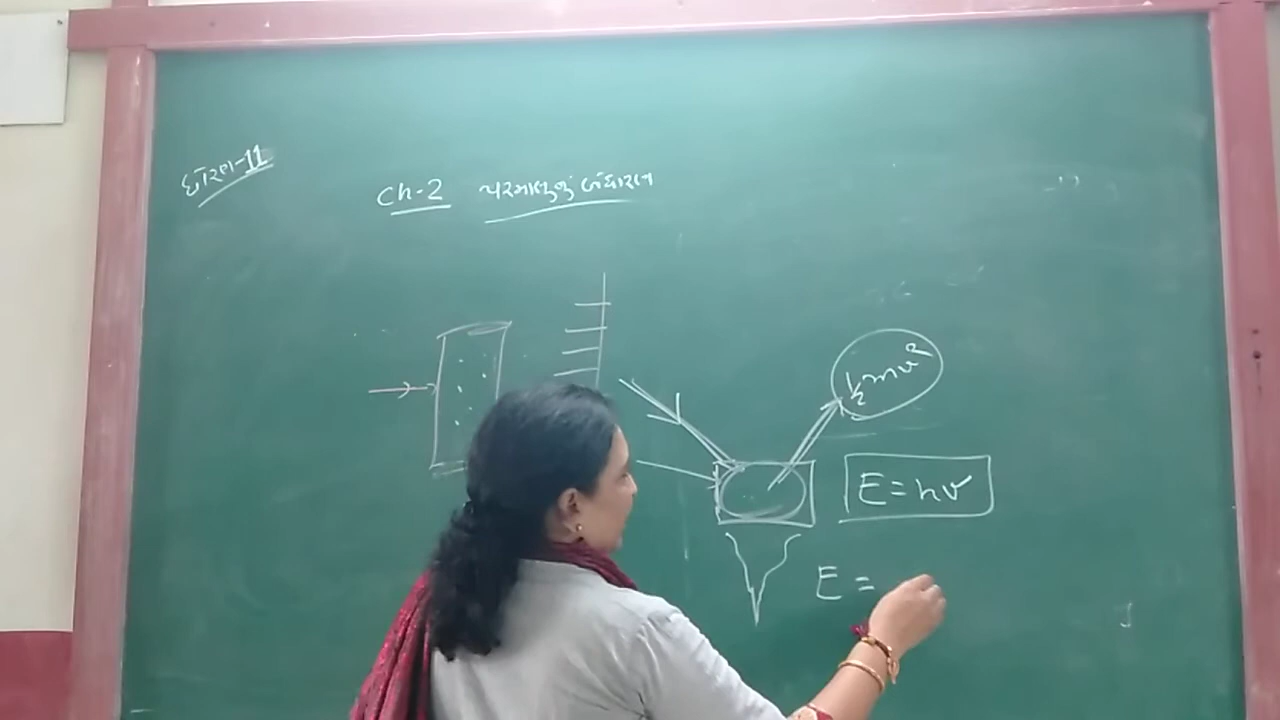 ધોરણ-11
Ch-2 પરમાણુનું બંધારણ
½mv²
E=hν
E =